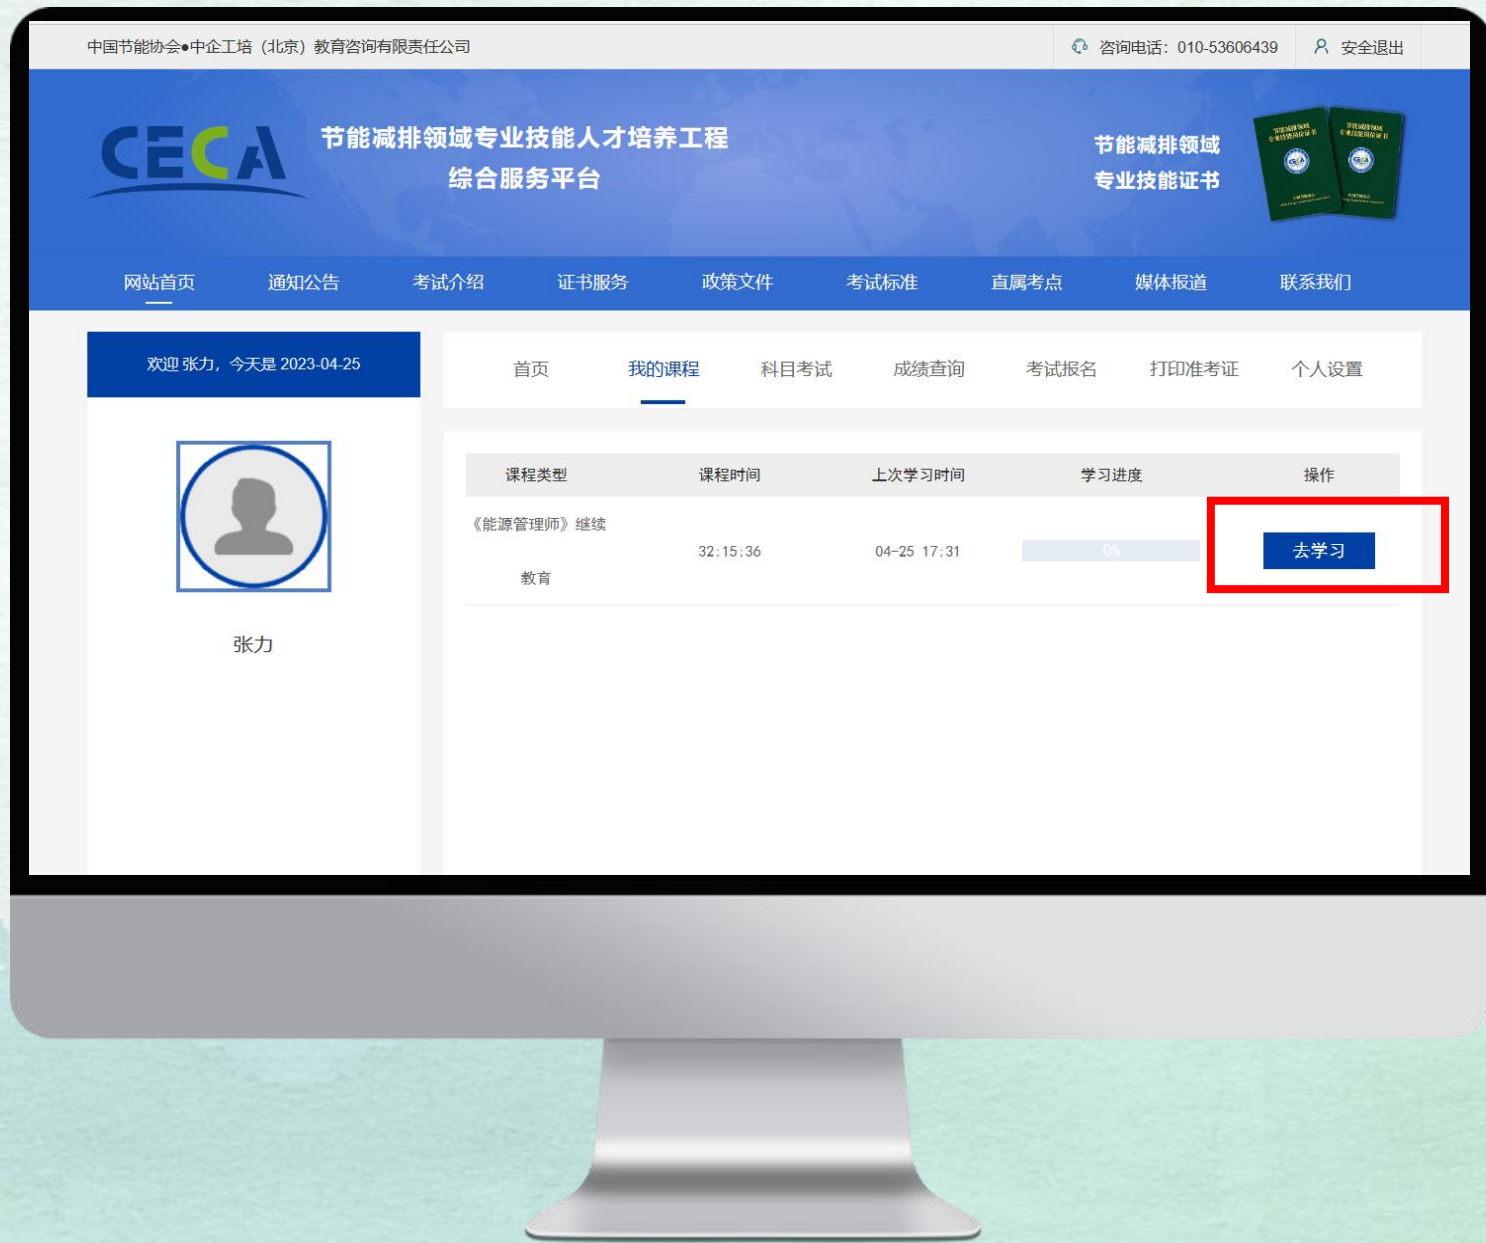 中国节能协会●中企工培（北京）教育咨询有限责任公司
咨询电话：010-53606439
安全退出
CECA
节能减排领域专业技能人才培养工程
综合服务平台
节能减排领域
专业技能证书
网站首页 通知公告 考试介绍 证书服务 政策文件 考试标准 直属考点 媒体报道 联系我们
欢迎 张力，今天是 2023-04-25
首页 我的课程 科目考试 成绩查询 考试报名 打印准考证 个人设置
课程类型 课程时间 上次学习时间 学习进度 操作
《能源管理师》继续
教育
32:15:36 04-25 17:31 0% 去学习
张力